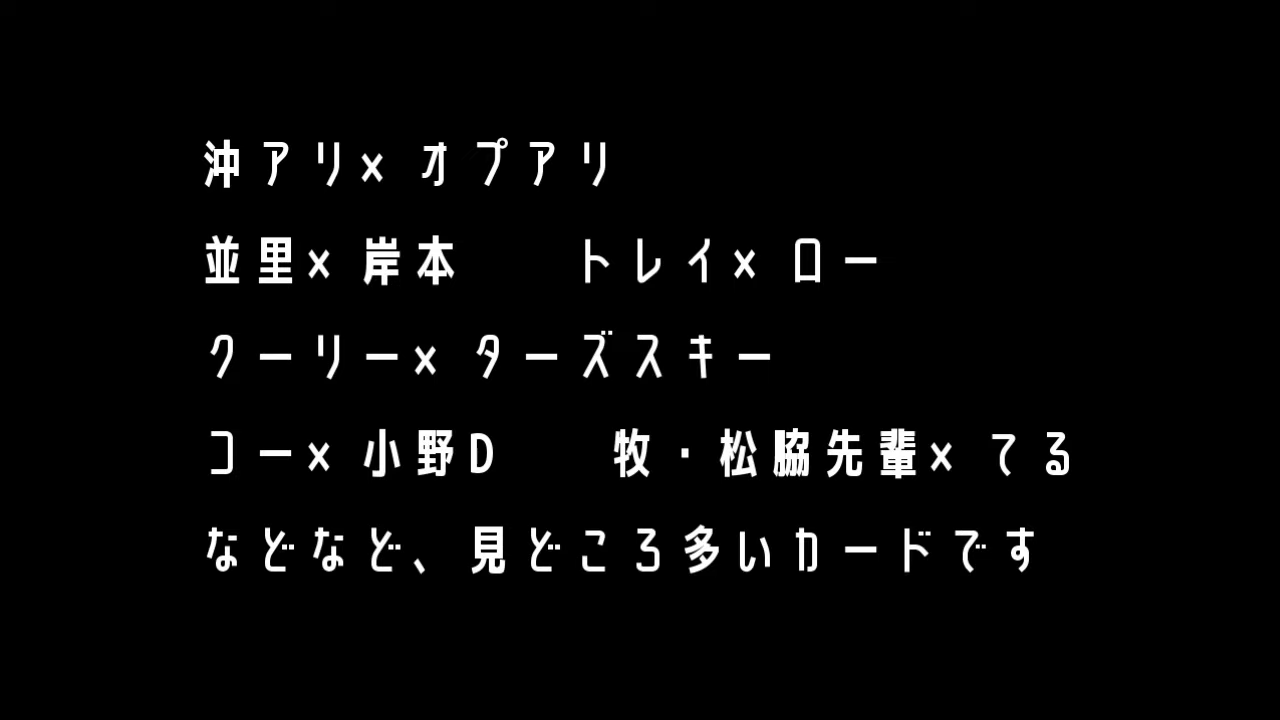 沖アリ× オプアリ
並里× 岸本　　トレイ× ロー
クーリー× ターズスキー
コー× 小野D　　牧・松脇先輩× てる
などなど、見どころ多いカードです